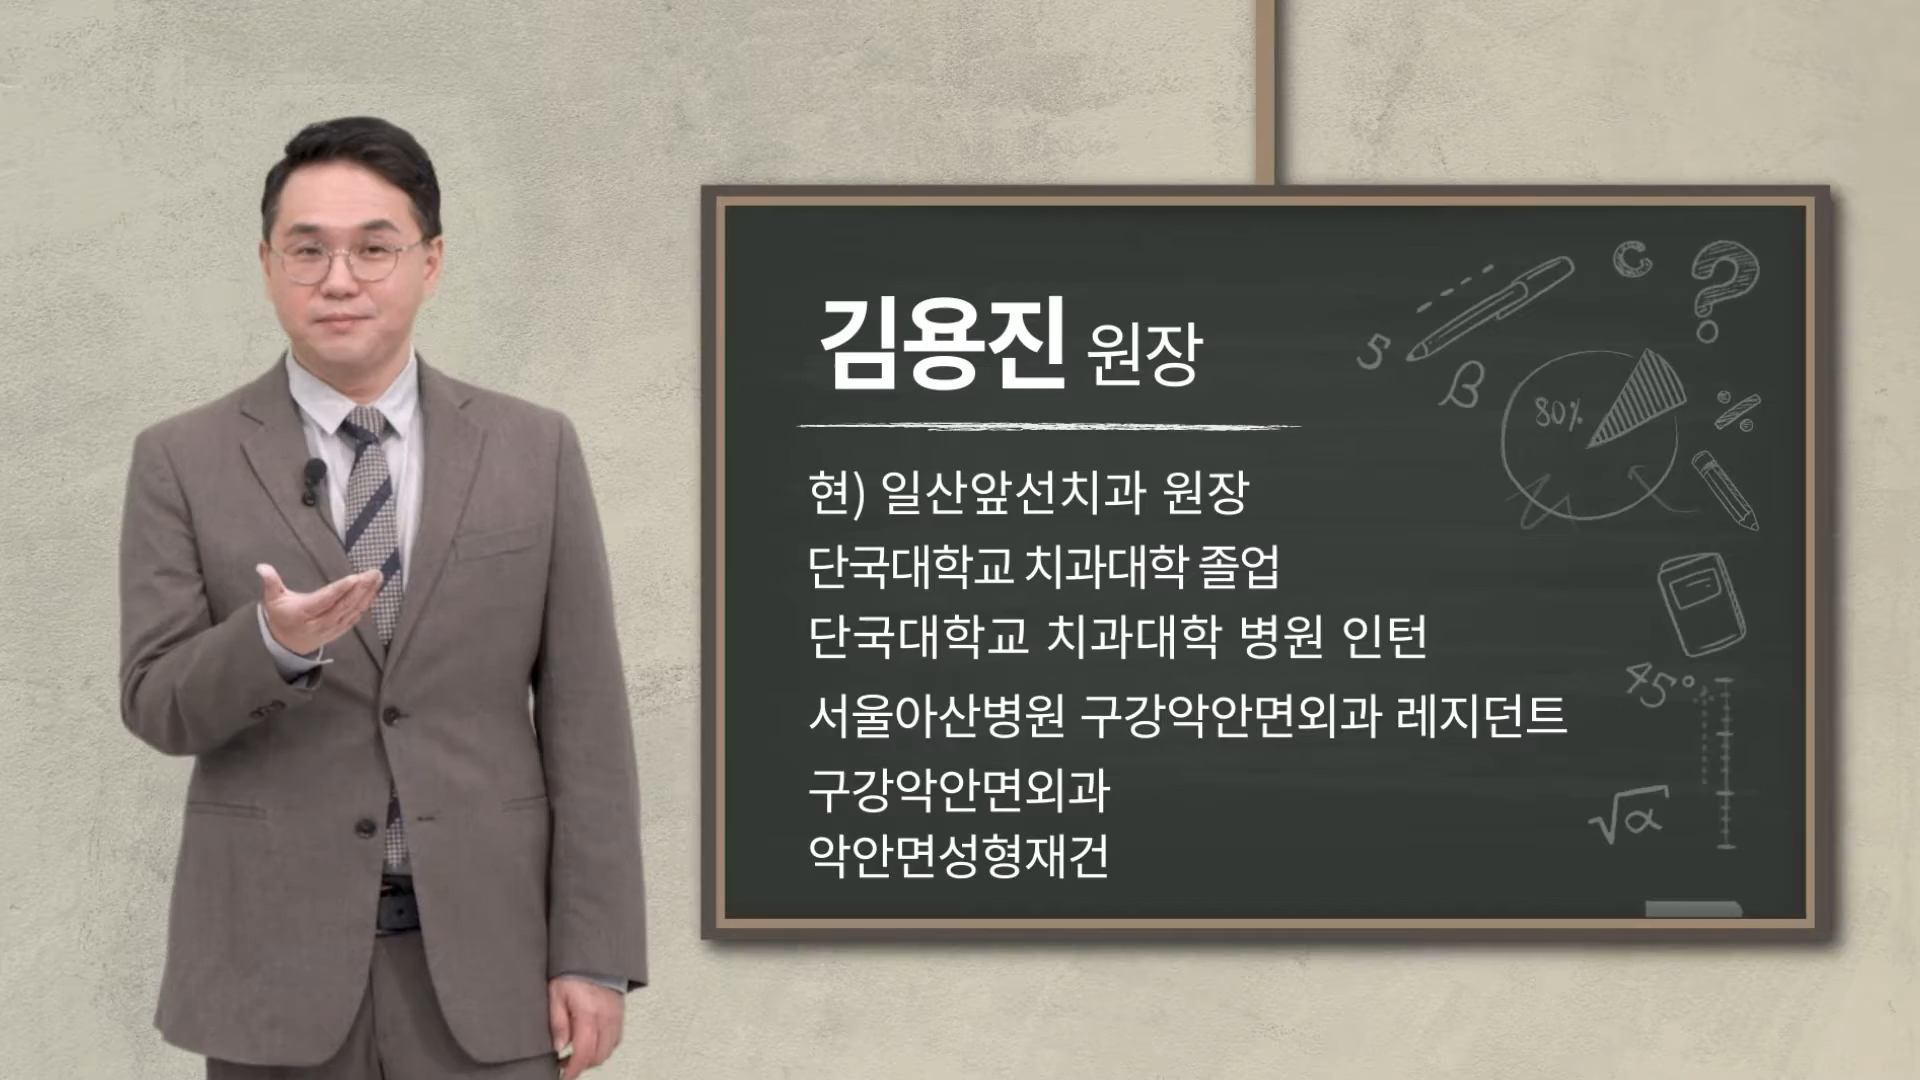 김용진 원장
현) 일산앞선치과 원장
단국대학교 치과대학 졸업
단국대학교 치과대학 병원 인턴
서울아산병원 구강악안면외과 레지던트
구강악안면외과
악안면성형재건
C ?
5 B
80% %
45°
√α